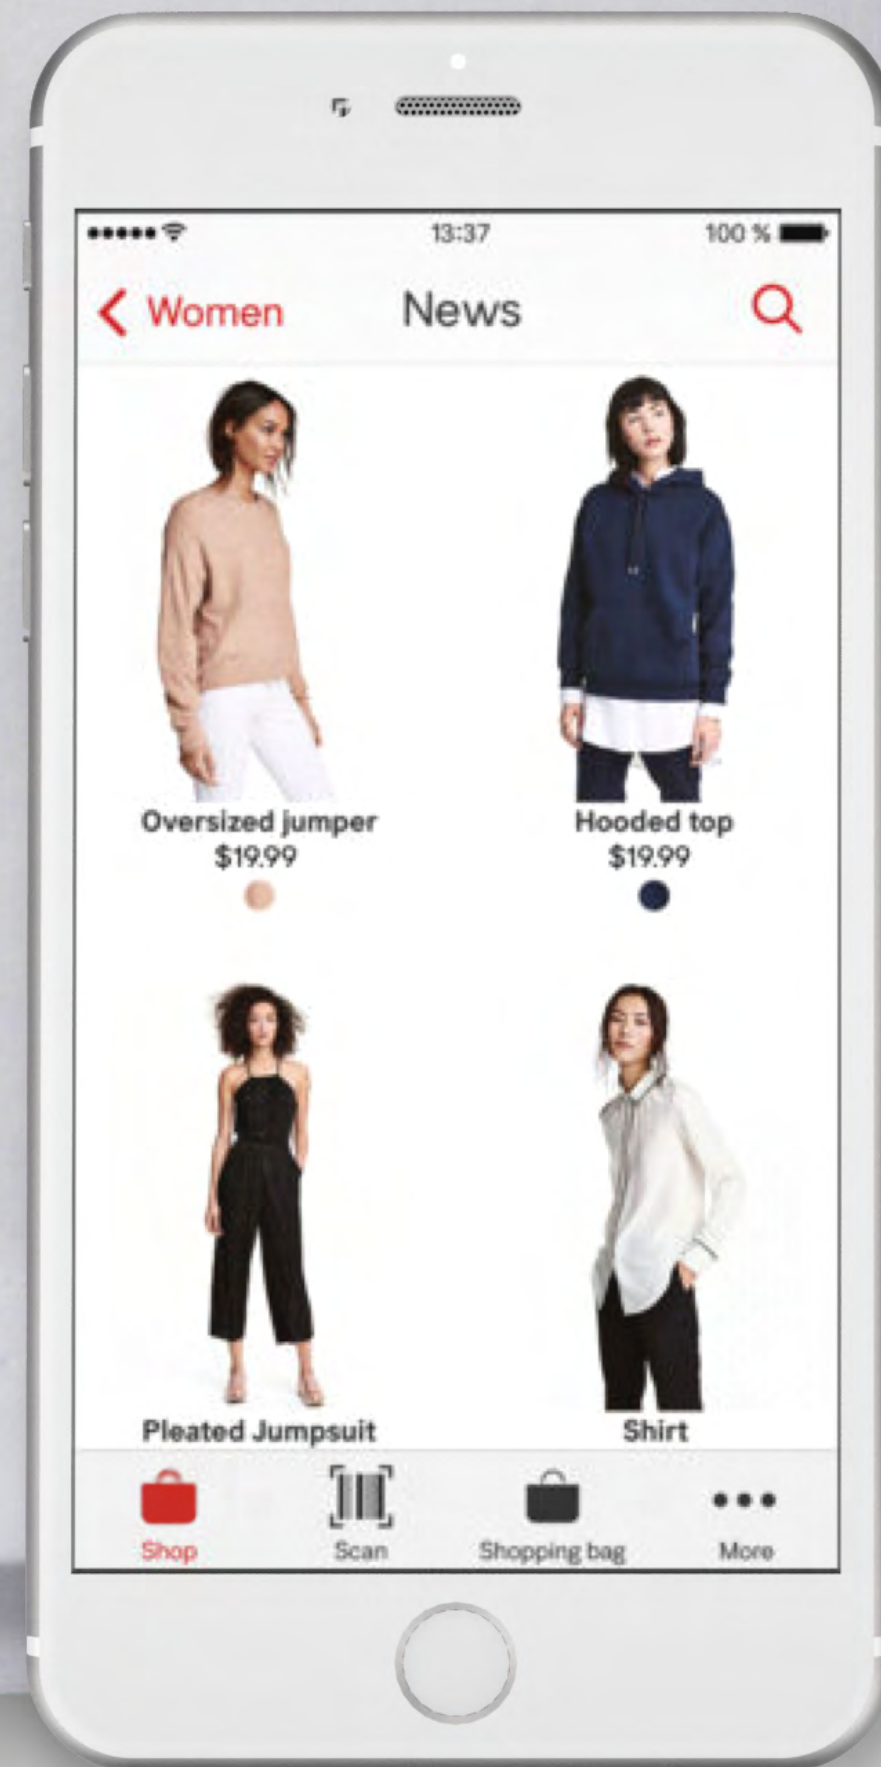 13:37
100 %
Women
News
Oversized jumper
$19.99
Hooded top
$19.99
Pleated Jumpsuit
Shirt
Shop
Scan
Shopping bag
More